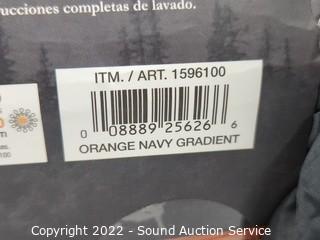 ucciones completas de lavado.
ITM. / ART. 1596100
0 08889 25626 6
ORANGE NAVY GRADIENT
Copyright 2022 - Sound Auction Service